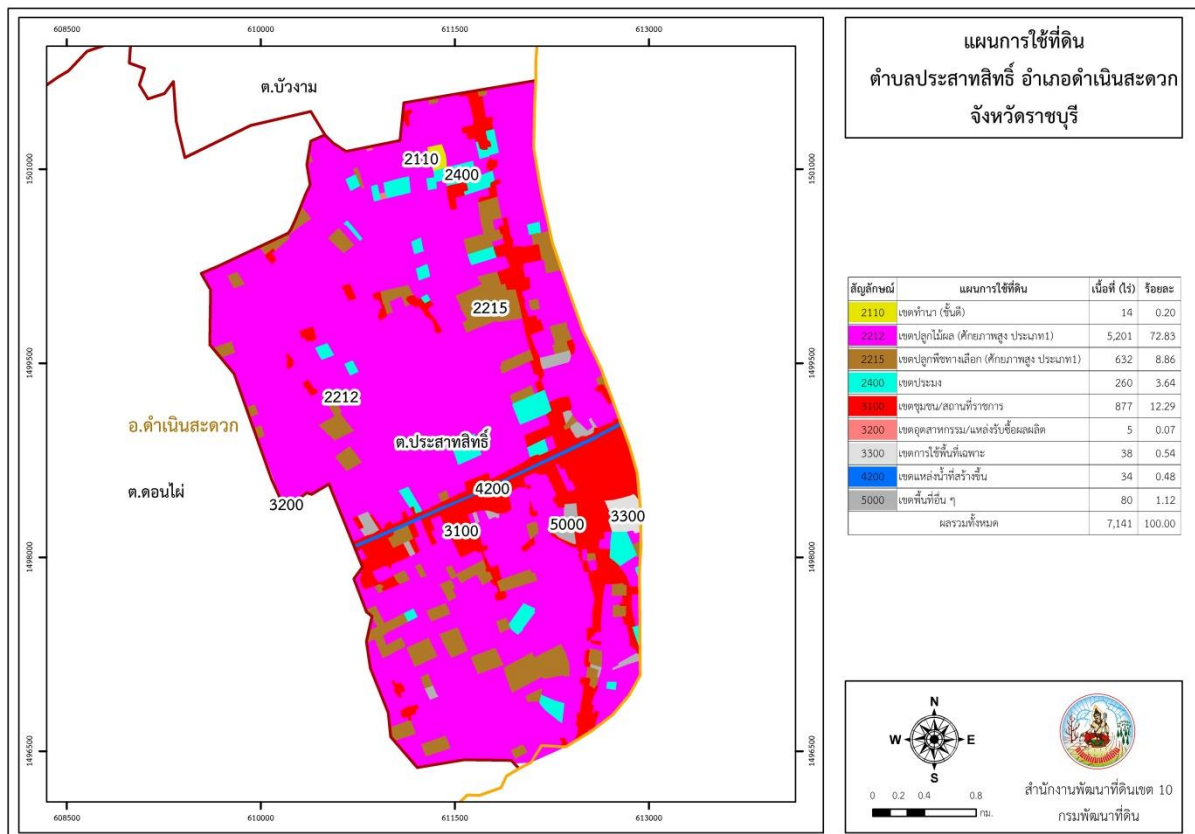 แผนการใช้ที่ดิน
ตำบลประสาทสิทธิ์ อำเภอดำเนินสะดวก
จังหวัดราชบุรี
608500 610000 611500 613000
1501000 1501000
1499500 1499500
1498000 1498000
1496500 1496500
608500 610000 611500 613000
ต.บัวงาม
2110
2400
2215
2212
อ.ดำเนินสะดวก
ต.ประสาทสิทธิ์
ต.ดอนไผ่
3200
4200
3100
5000
3300
สัญลักษณ์ แผนการใช้ที่ดิน เนื้อที่ (ไร่) ร้อยละ
2110 เขตทำนา (ชั้นดี) 14 0.20
2212 เขตปลูกไม้ผล (ศักยภาพสูง ประเภท1) 5,201 72.83
2215 เขตปลูกพืชทางเลือก (ศักยภาพสูง ประเภท1) 632 8.86
2400 เขตประมง 260 3.64
3100 เขตชุมชน/สถานที่ราชการ 877 12.29
3200 เขตอุตสาหกรรม/แหล่งรับซื้อผลผลิต 5 0.07
3300 เขตการใช้พื้นที่เฉพาะ 38 0.54
4200 เขตแหล่งน้ำที่สร้างขึ้น 34 0.48
5000 เขตพื้นที่อื่น ๆ 80 1.12
ผลรวมทั้งหมด 7,141 100.00
N
W E
S
0 0.2 0.4 0.8
กม.
สำนักงานพัฒนาที่ดินเขต 10
กรมพัฒนาที่ดิน